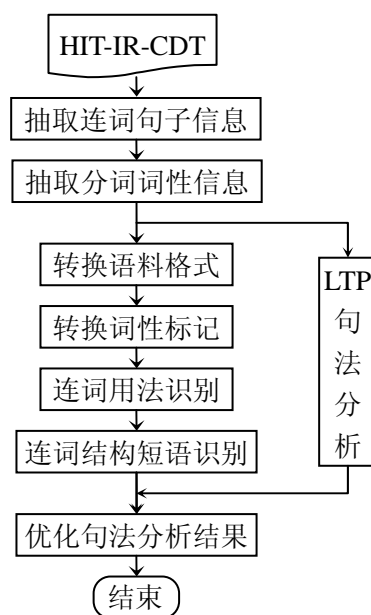 HIT-IR-CDT
抽取连词句子信息
抽取分词词性信息
转换语料格式
转换词性标记
连词用法识别
连词结构短语识别
LTP
句
法
分
析
优化句法分析结果
结束